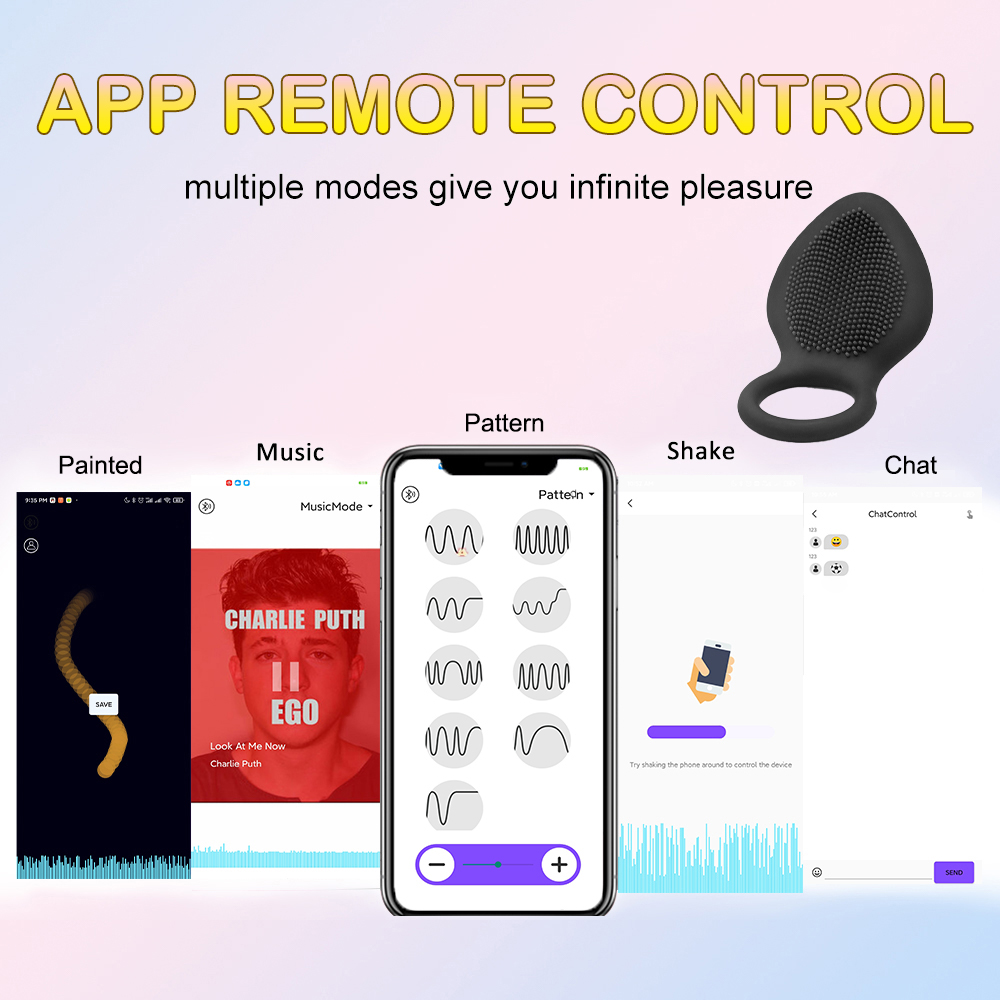 APP REMOTE CONTROL
multiple modes give you infinite pleasure
Pattern
Music
Shake
Painted
Chat
9:35 PM
SAVE
MusicMode
CHARLIE PUTH
EGO
Look At Me Now
Charlie Puth
Pattern
Try shaking the phone around to control the device
ChatControl
123
123
SEND